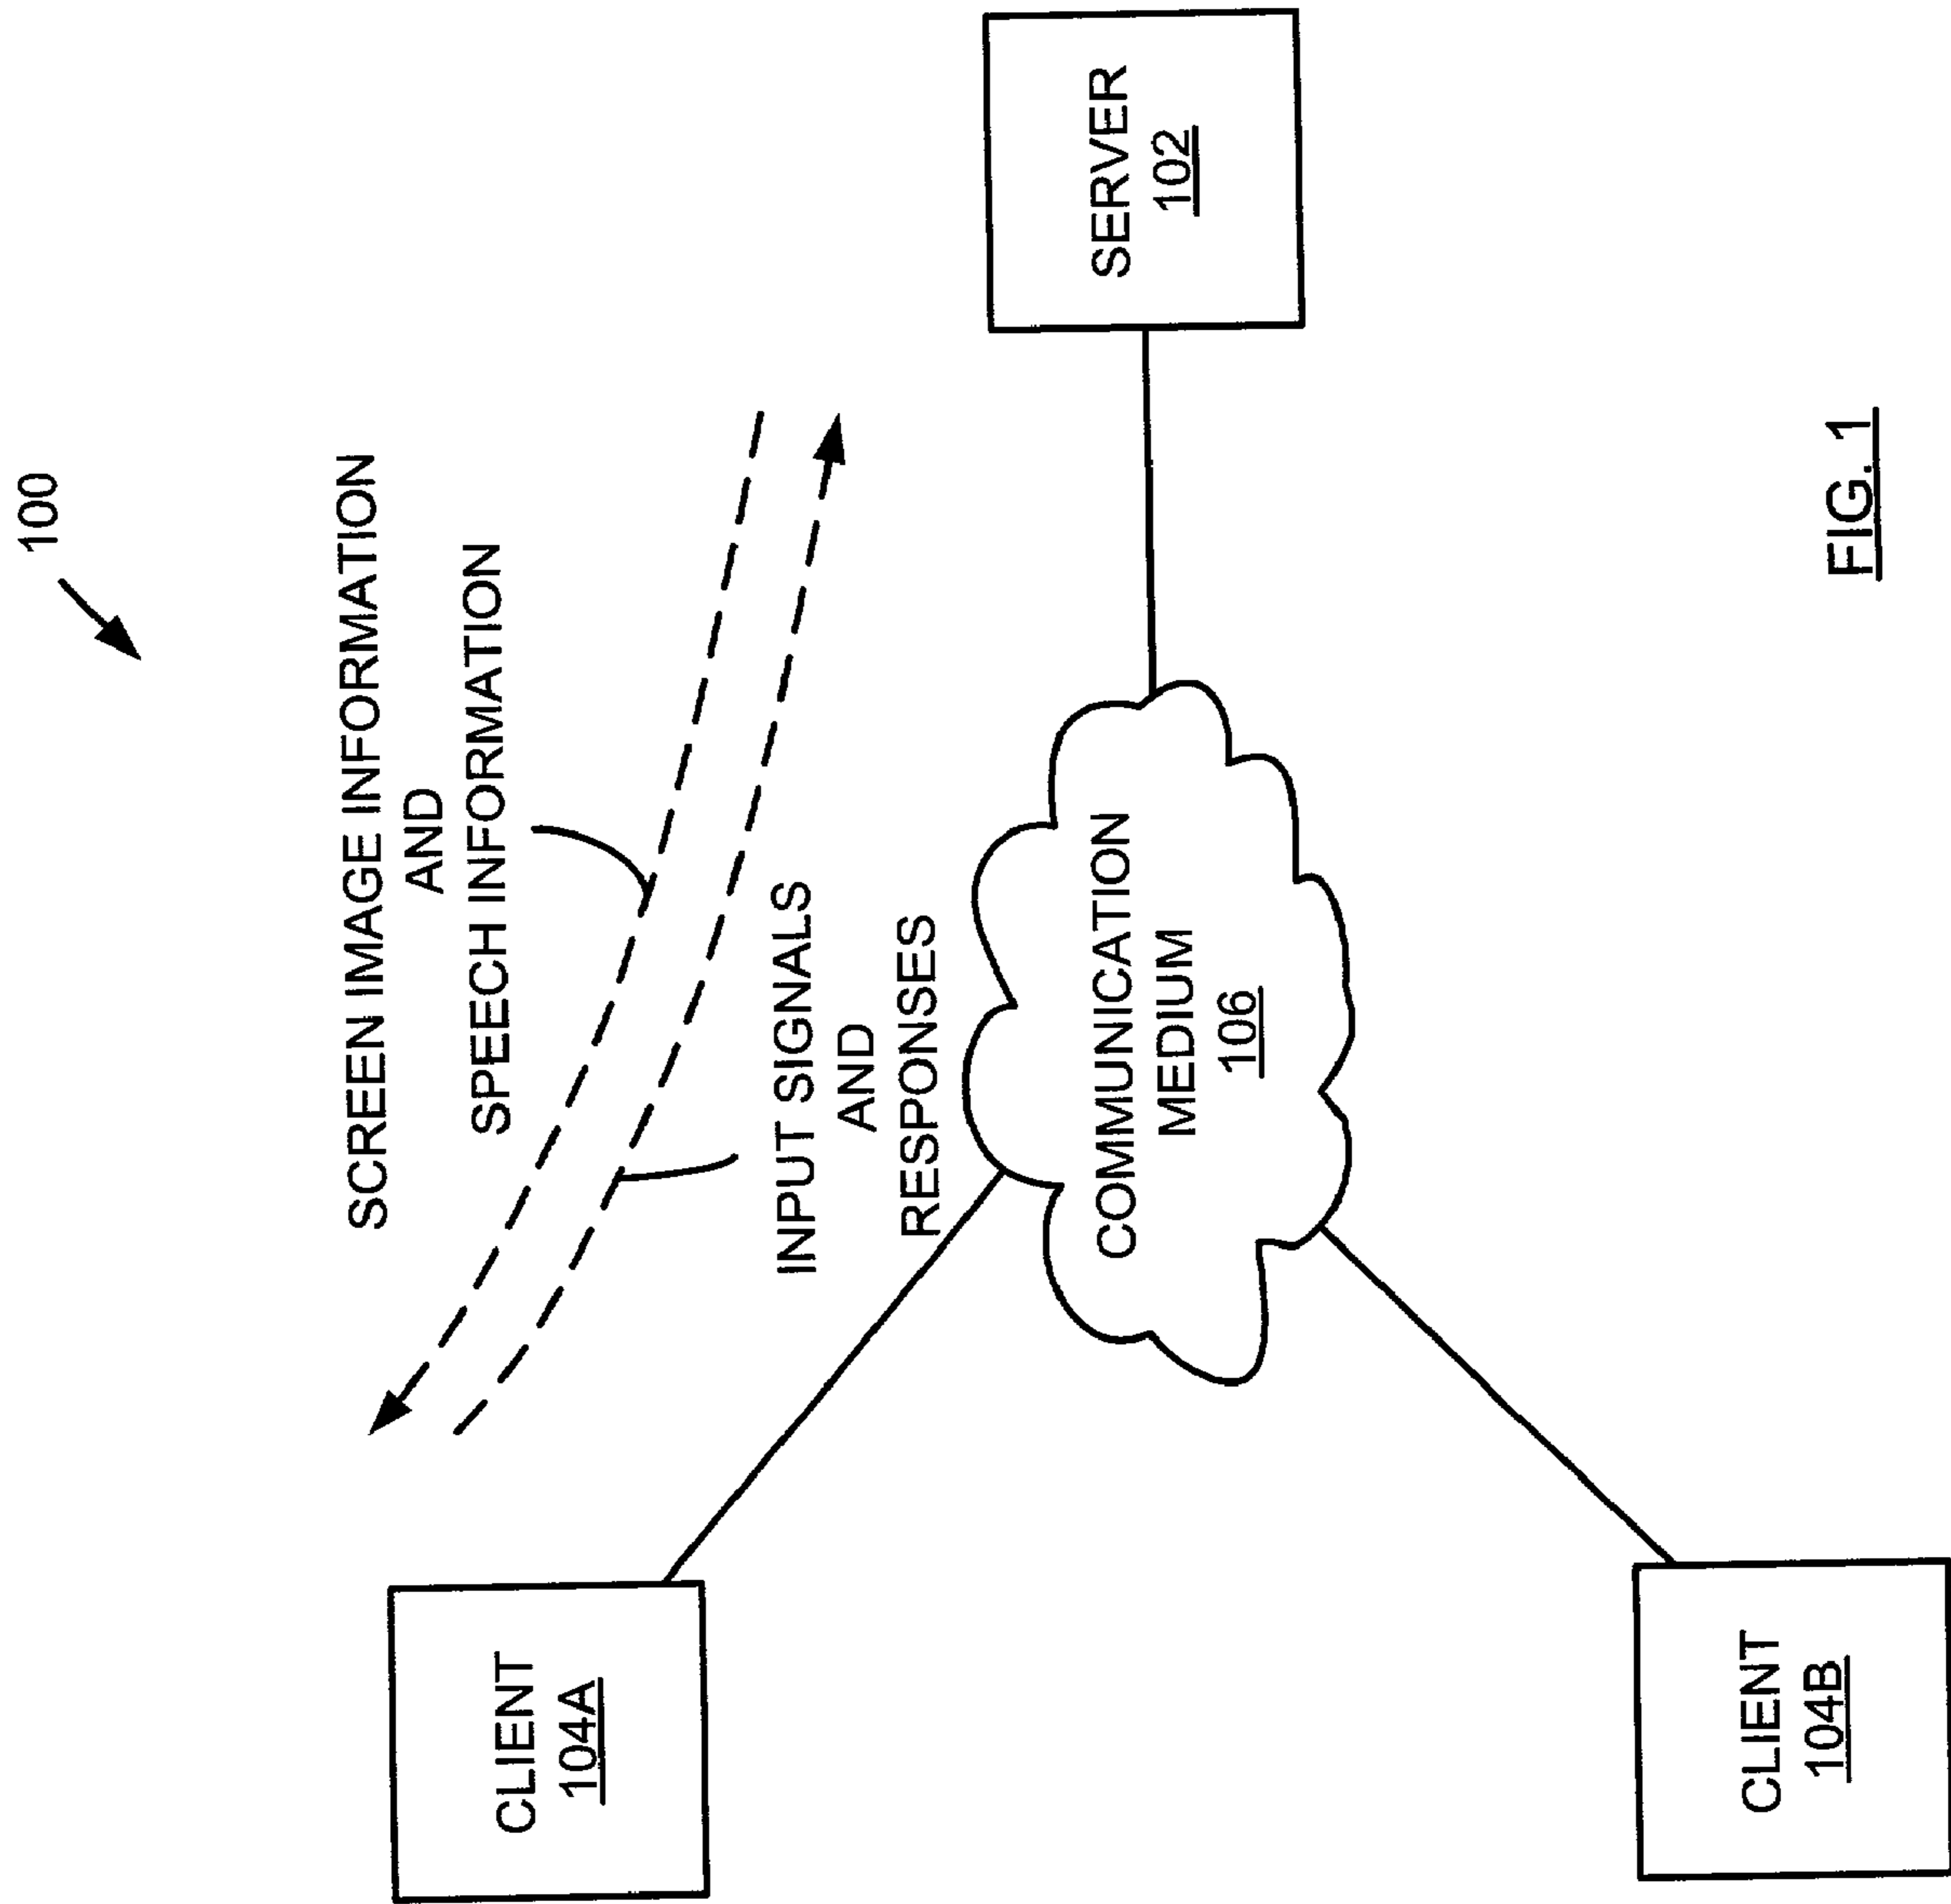 100
SCREEN IMAGE INFORMATION
AND
SPEECH INFORMATION
INPUT SIGNALS
AND
RESPONSES
CLIENT
104A
COMMUNICATION
MEDIUM
106
SERVER
102
CLIENT
104B
FIG. 1